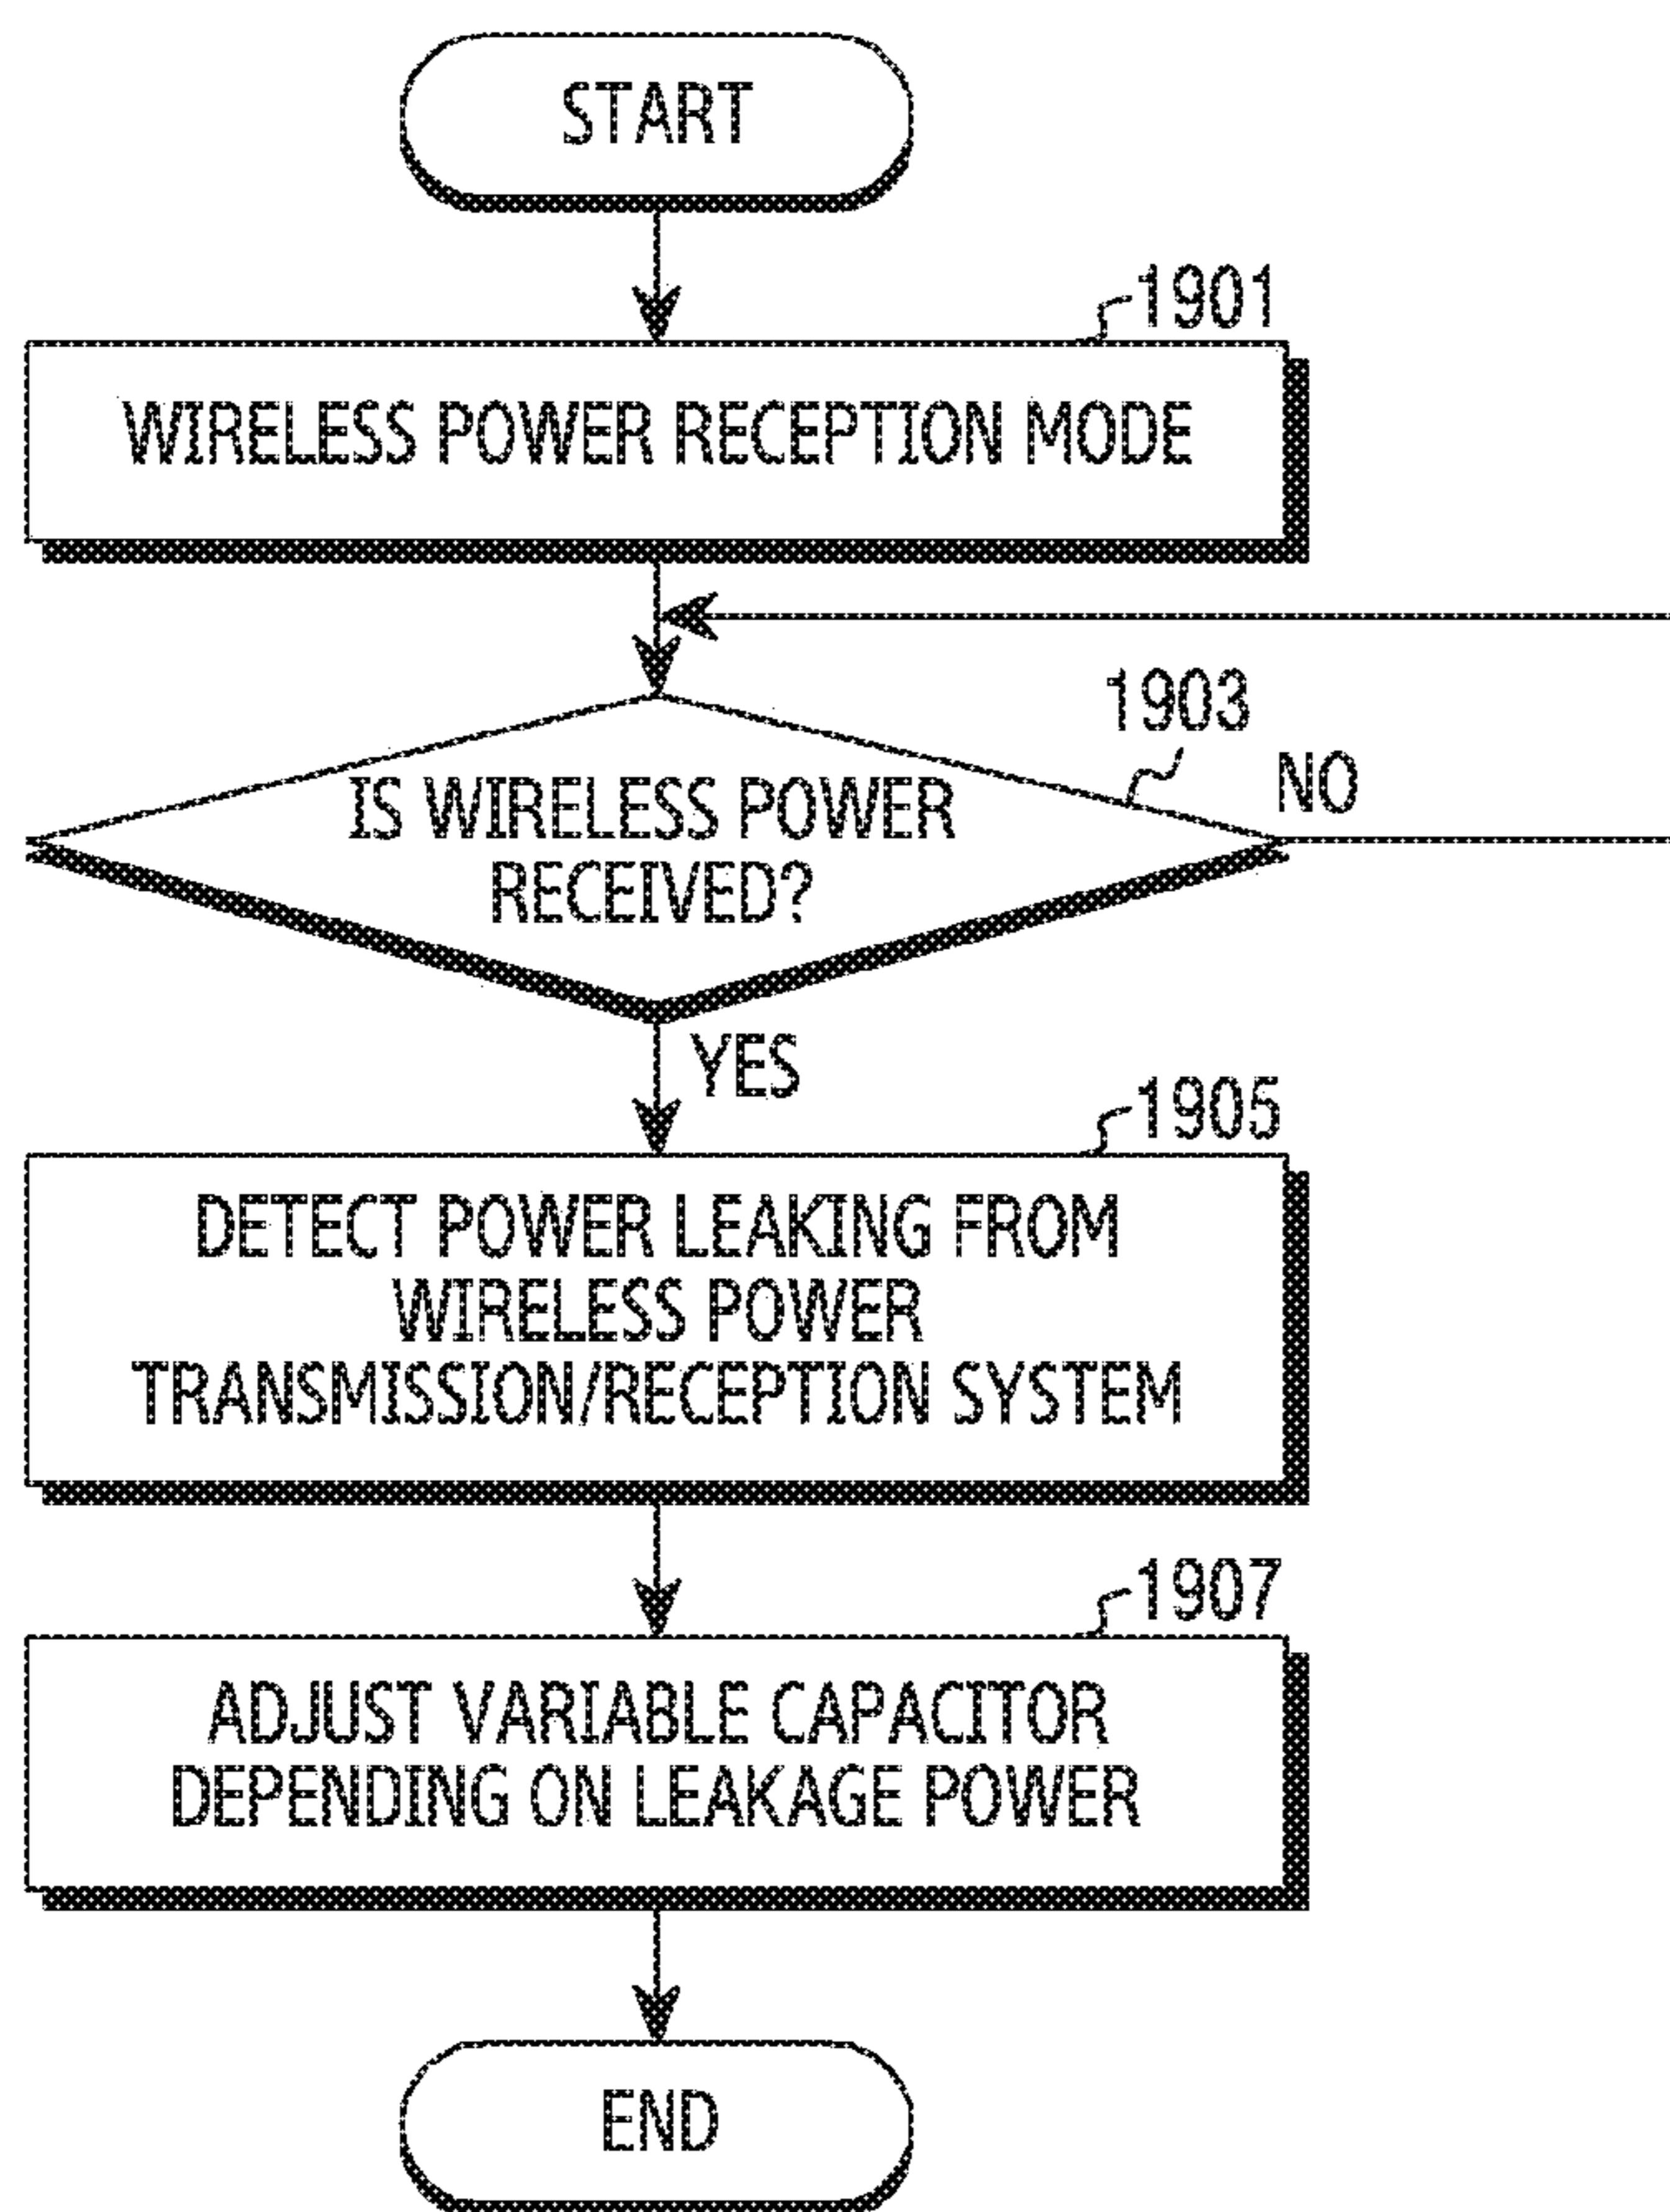 START
1901
WIRELESS POWER RECEPTION MODE
1903
IS WIRELESS POWER
RECEIVED?
NO
YES
1905
DETECT POWER LEAKING FROM
WIRELESS POWER
TRANSMISSION/RECEPTION SYSTEM
1907
ADJUST VARIABLE CAPACITOR
DEPENDING ON LEAKAGE POWER
END